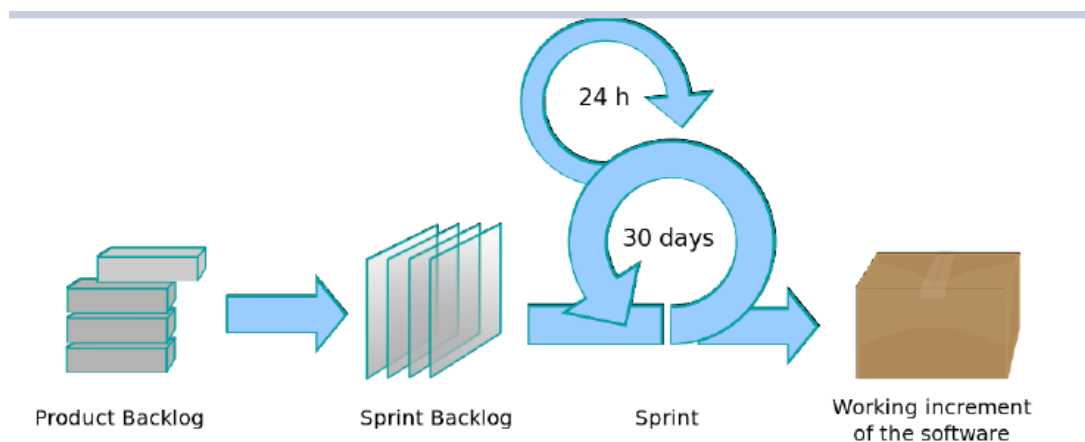 24 h
30 days
Product Backlog
Sprint Backlog
Sprint
Working increment
of the software